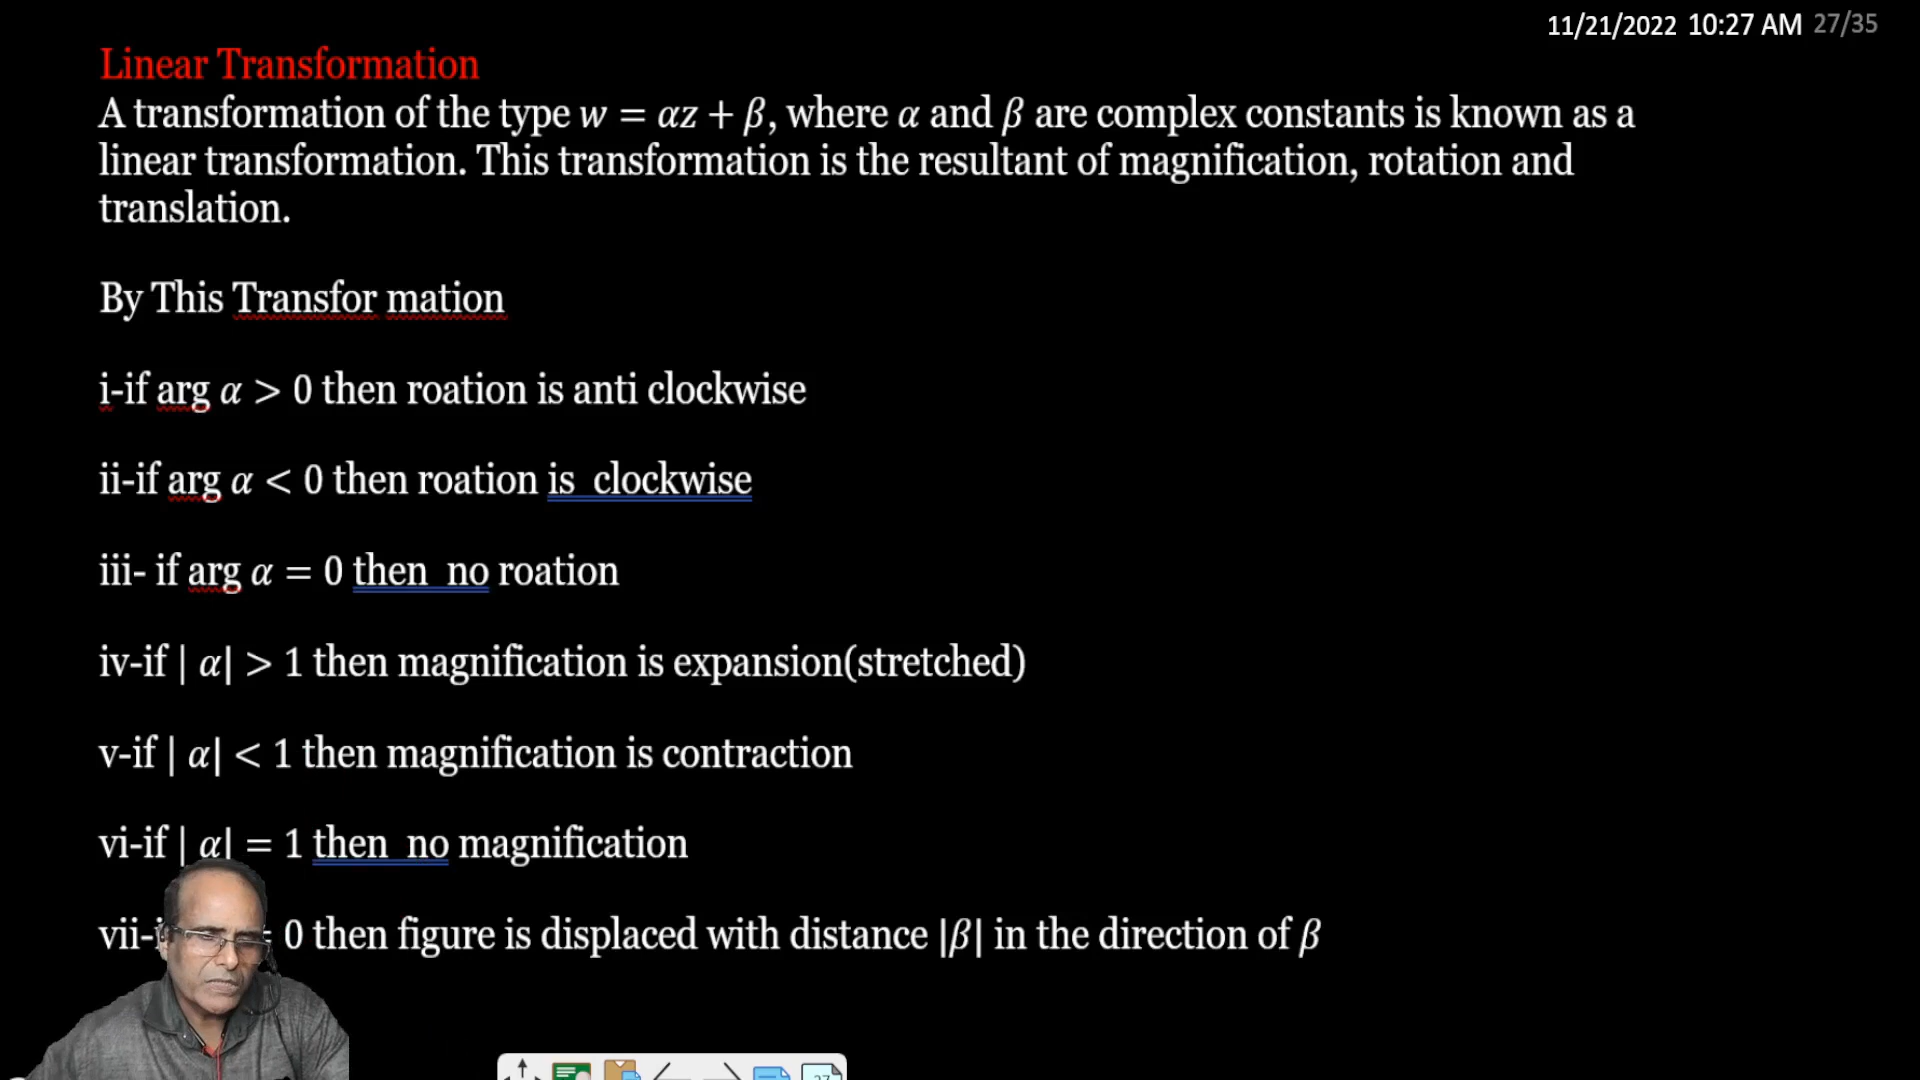 11/21/2022 10:27 AM 27/35
Linear Transformation
A transformation of the type w = αz + β, where α and β are complex constants is known as a
linear transformation. This transformation is the resultant of magnification, rotation and
translation.
By This Transfor mation
i-if arg α > 0 then roation is anti clockwise
ii-if arg α < 0 then roation is clockwise
iii- if arg α = 0 then no roation
iv-if | α| > 1 then magnification is expansion(stretched)
v-if | α| < 1 then magnification is contraction
vi-if | α| = 1 then no magnification
vii- 0 then figure is displaced with distance |β| in the direction of β